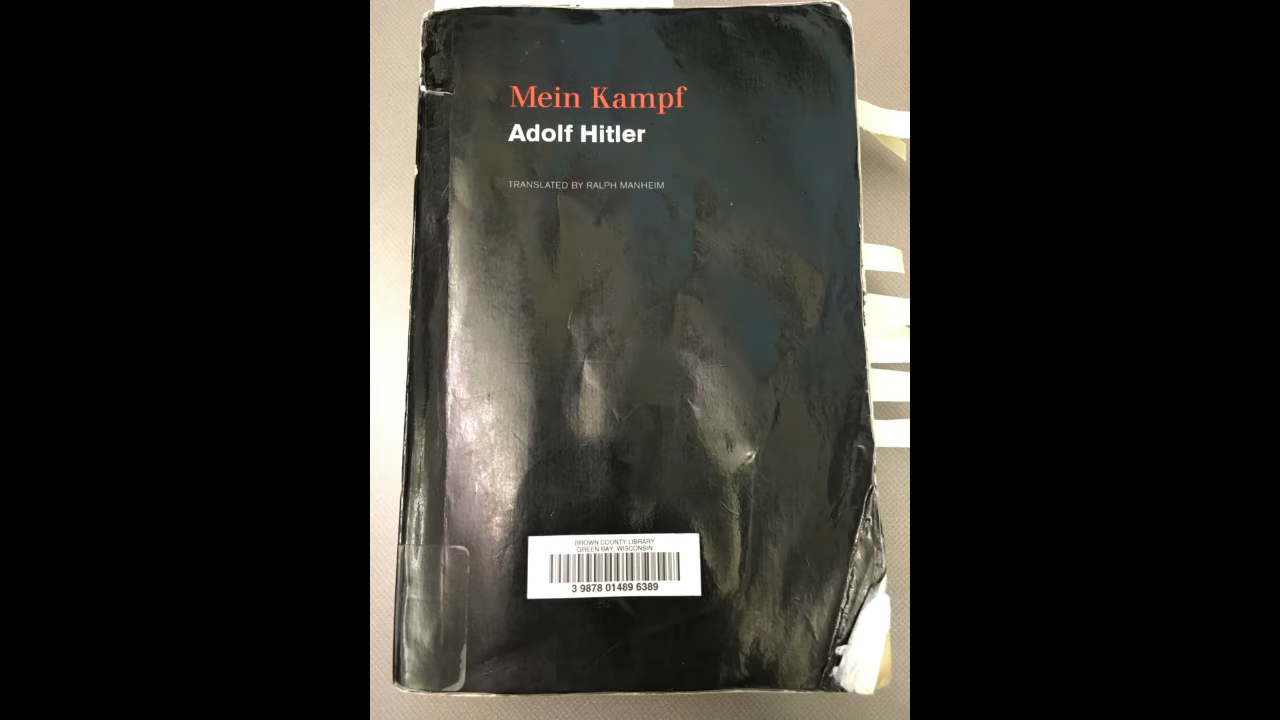 Mein Kampf
Adolf Hitler
TRANSLATED BY RALPH MANHEIM
BROWN COUNTY LIBRARY
GREEN BAY, WISCONSIN
3 9878 01489 6389